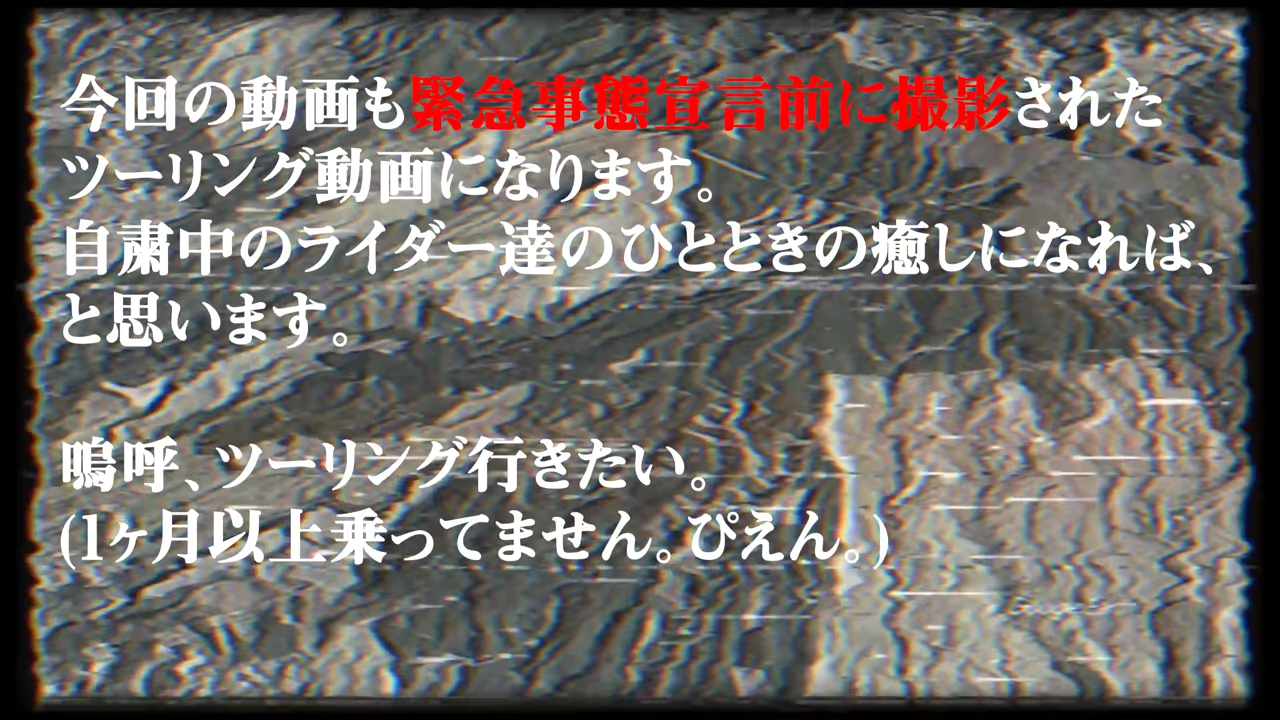 今回の動画も緊急事態宣言前に撮影された
ツーリング動画になります。
自粛中のライダー達のひとときの癒しになれば、
と思います。
嗚呼、ツーリング行きたい。
(1ヶ月以上乗ってません。ぴえん。)